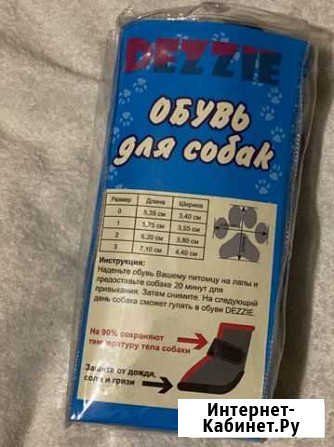 DEZZIE
ОБУВЬ
для собак
Размер Длина Ширина
0 5,35 см 3,40 см
1 5,75 см 3,55 см
2 6,20 см 3,80 см
3 7,10 см 4,40 см
Инструкция:
Наденьте обувь Вашему питомцу на лапы и
предоставьте собаке 20 минут для
привыкания. Затем снимите. На следующий
день собака сможет гулять в обуви DEZZIE.
На 90% сохраняют
температуру тела собаки
Защита от дождя,
соли и грязи
Интернет-
Кабинет.Ру